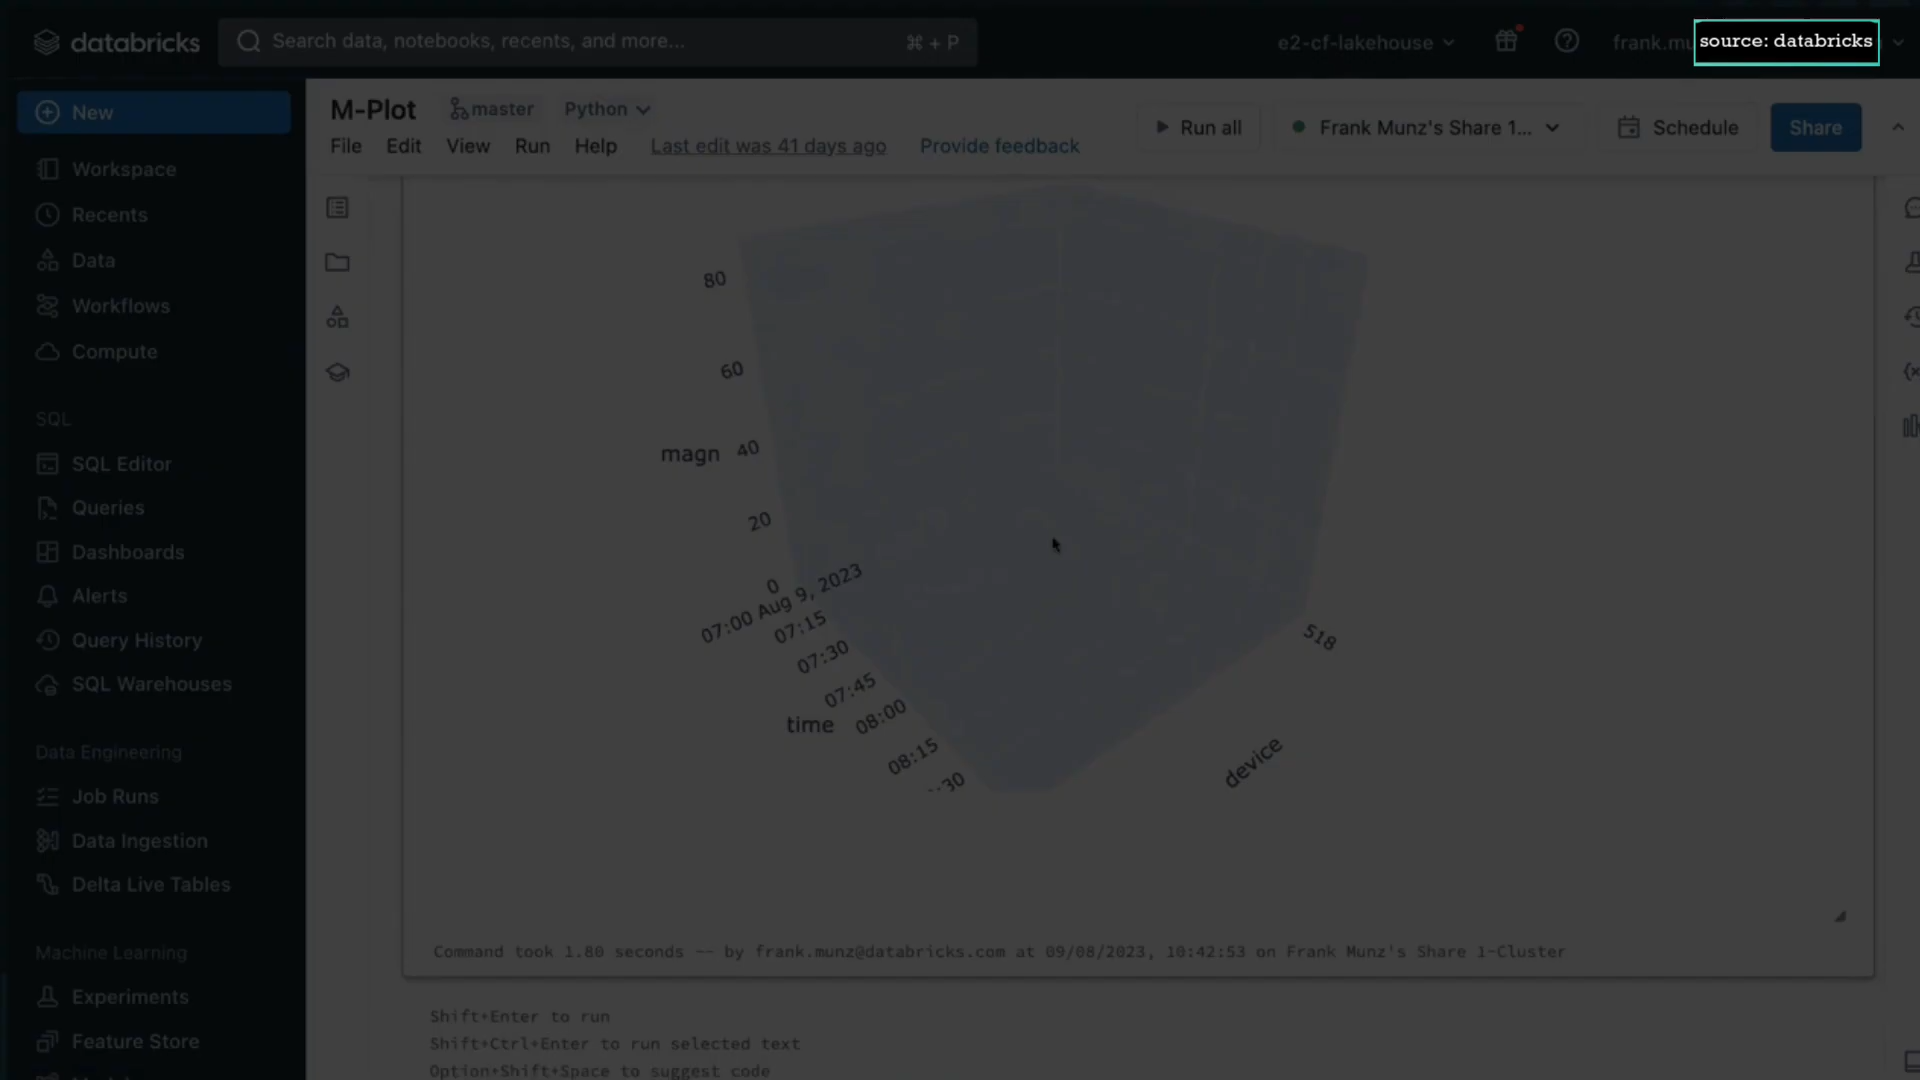 databricks
Search data, notebooks, recents, and more...
⌘ + P
e2-cf-lakehouse
frank.mu
source: databricks
New
Workspace
Recents
Data
Workflows
Compute
SQL
SQL Editor
Queries
Dashboards
Alerts
Query History
SQL Warehouses
Data Engineering
Job Runs
Data Ingestion
Delta Live Tables
Machine Learning
Experiments
Feature Store
M-Plot
master
Python
File Edit View Run Help
Last edit was 41 days ago
Provide feedback
Run all
Frank Munz's Share 1...
Schedule
Share
80
60
magn 40
20
0
07:00 Aug 9, 2023
07:15
07:30
07:45
time 08:00
08:15
:30
518
device
Command took 1.80 seconds -- by frank.munz@databricks.com at 09/08/2023, 10:42:53 on Frank Munz's Share 1-Cluster
Shift+Enter to run
Shift+Ctrl+Enter to run selected text
Option+Shift+Space to suggest code